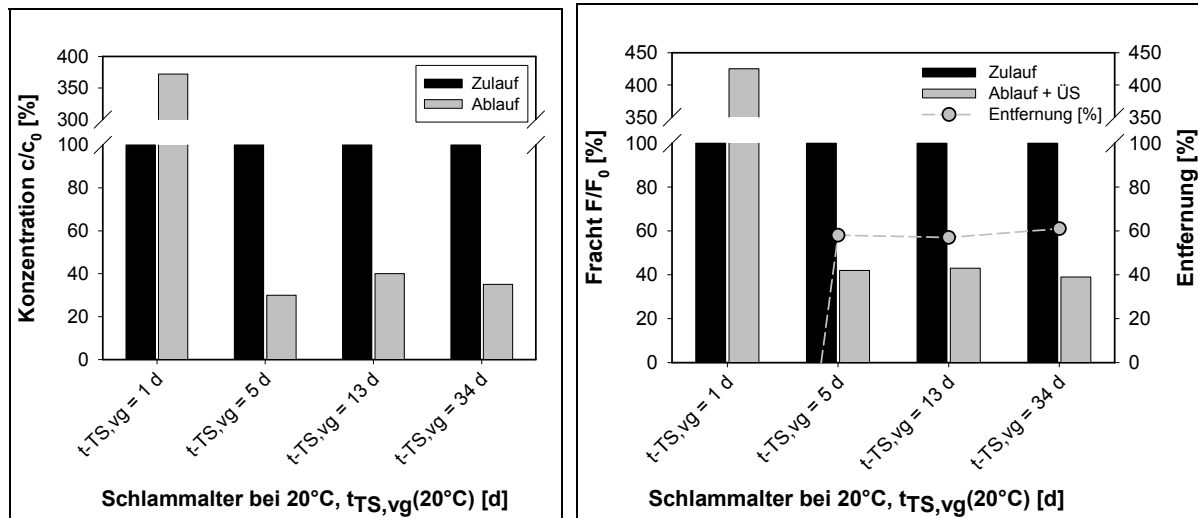 Konzentration c/c0 [%]
400
350
300
100
80
60
40
20
0
Zulauf
Ablauf
t-TS,vg = 1 d
t-TS,vg = 5 d
t-TS,vg = 13 d
t-TS,vg = 34 d
Schlammalter bei 20°C, tTS,vg(20°C) [d]
Fracht F/F0 [%]
450
400
350
100
80
60
40
20
0
Zulauf
Ablauf + ÜS
Entfernung [%]
450
400
350
100
80
60
40
20
0
Entfernung [%]
t-TS,vg = 1 d
t-TS,vg = 5 d
t-TS,vg = 13 d
t-TS,vg = 34 d
Schlammalter bei 20°C, tTS,vg(20°C) [d]